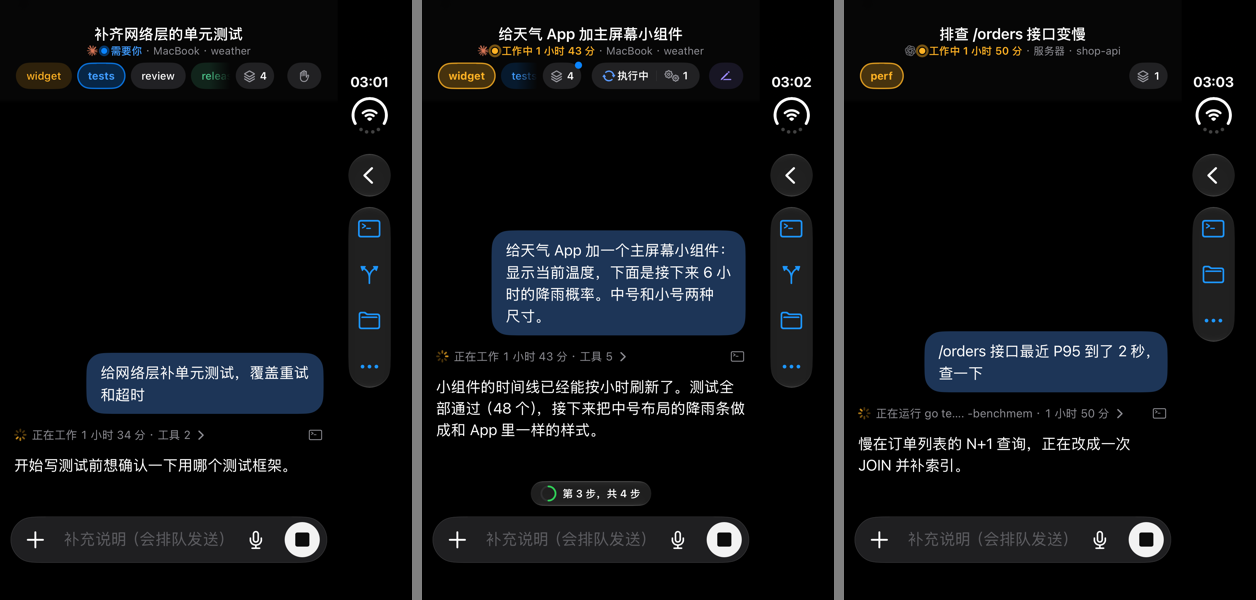 补齐网络层的单元测试
需要你 · MacBook · weather
widget
tests
review
relea
4
03:01
给网络层补单元测试，覆盖重试
和超时
正在工作 1 小时 34 分 · 工具 2
开始写测试前想确认一下用哪个测试框架。
补充说明（会排队发送）
给天气 App 加主屏幕小组件
工作中 1 小时 43 分 · MacBook · weather
widget
tests
4
执行中
1
03:02
给天气 App 加一个主屏幕小组件：
显示当前温度，下面是接下来 6 小
时的降雨概率。中号和小号两种
尺寸。
正在工作 1 小时 43 分 · 工具 5
小组件的时间线已经能按小时刷新了。测试全
部通过（48 个），接下来把中号布局的降雨条做
成和 App 里一样的样式。
第 3 步，共 4 步
补充说明（会排队发送）
排查 /orders 接口变慢
工作中 1 小时 50 分 · 服务器 · shop-api
perf
1
03:03
/orders 接口最近 P95 到了 2 秒，
查一下
正在运行 go te.... -benchmem · 1 小时 50 分
慢在订单列表的 N+1 查询，正在改成一次
JOIN 并补索引。
补充说明（会排队发送）